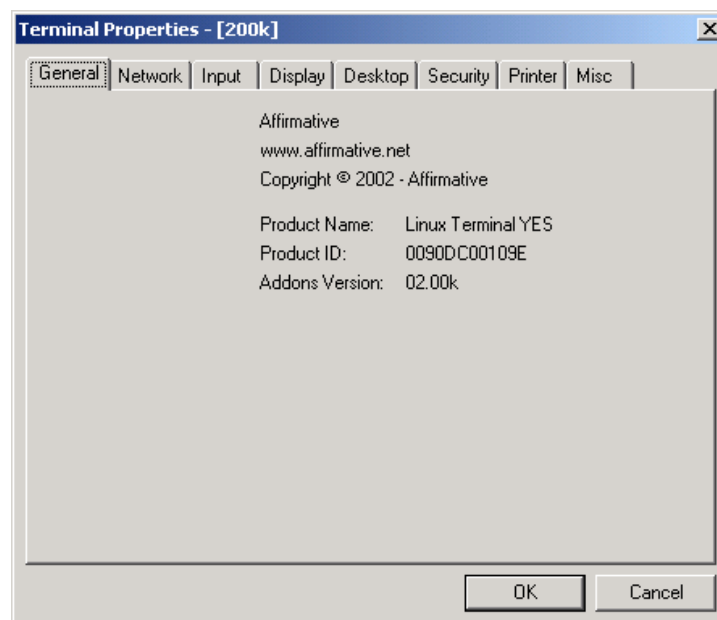 Terminal Properties - [200k]
General Network Input Display Desktop Security Printer Misc
Affirmative
www.affirmative.net
Copyright © 2002 - Affirmative
Product Name: Linux Terminal YES
Product ID: 0090DC00109E
Addons Version: 02.00k
OK Cancel